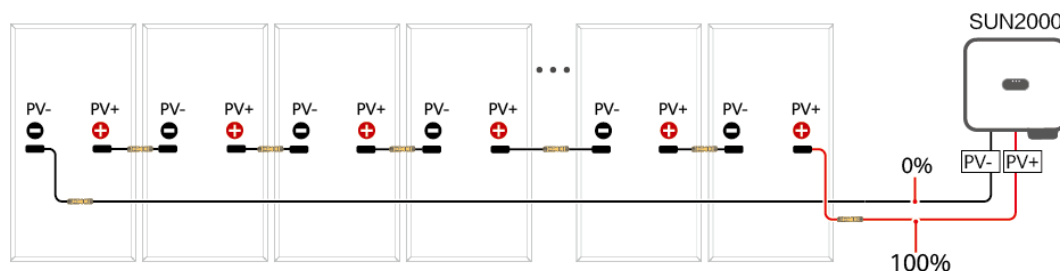 SUN2000
PV- PV+ PV- PV+ PV- PV+ PV- PV+ PV- PV+ PV- PV+
0%
PV- PV+
100%